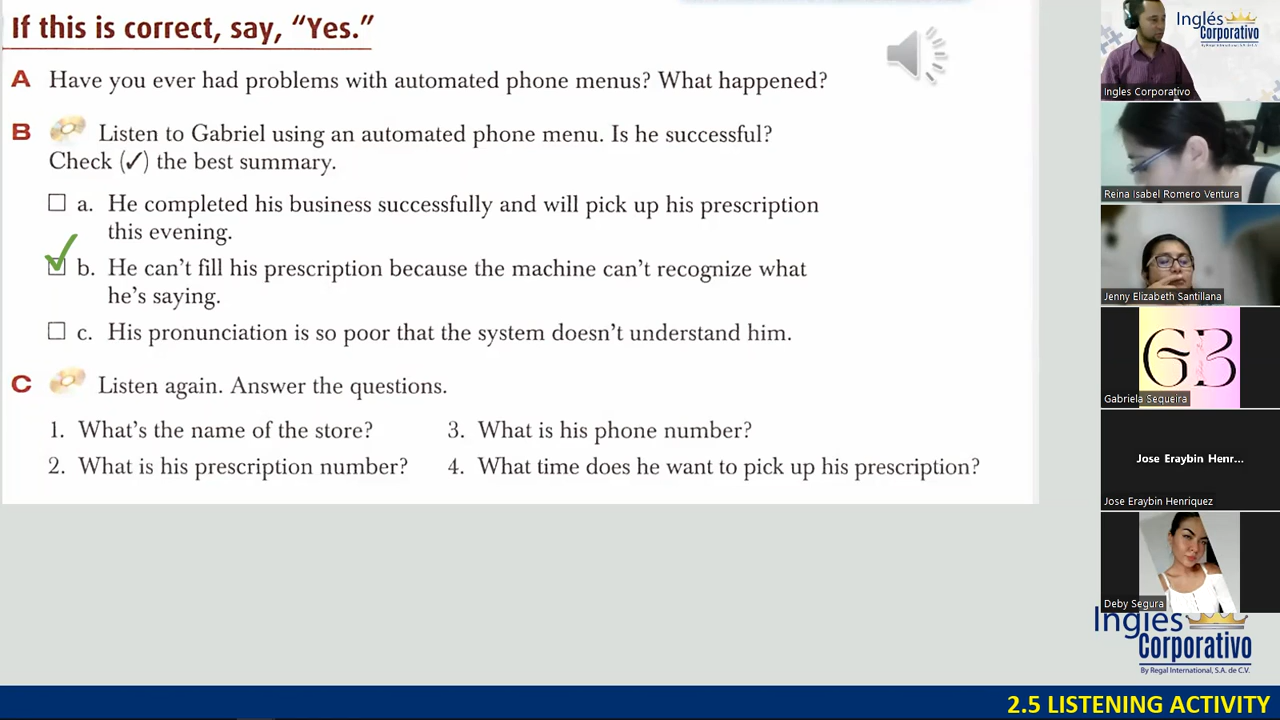 If this is correct, say, “Yes.”
A Have you ever had problems with automated phone menus? What happened?
B Listen to Gabriel using an automated phone menu. Is he successful?
Check (✓) the best summary.
a. He completed his business successfully and will pick up his prescription
this evening.
b. He can’t fill his prescription because the machine can’t recognize what
he’s saying.
c. His pronunciation is so poor that the system doesn’t understand him.
C Listen again. Answer the questions.
1. What’s the name of the store?
2. What is his prescription number?
3. What is his phone number?
4. What time does he want to pick up his prescription?
Inglés
Corporativo
By Regal International, S.A. de C.V.
Ingles Corporativo
Reina Isabel Romero Ventura
Jenny Elizabeth Santillana
GB
Gabriela Sequeira
Jose Eraybin Henr...
Jose Eraybin Henriquez
Deby Segura
Inglés
Corporativo
By Regal International, S.A. de C.V.
2.5 LISTENING ACTIVITY